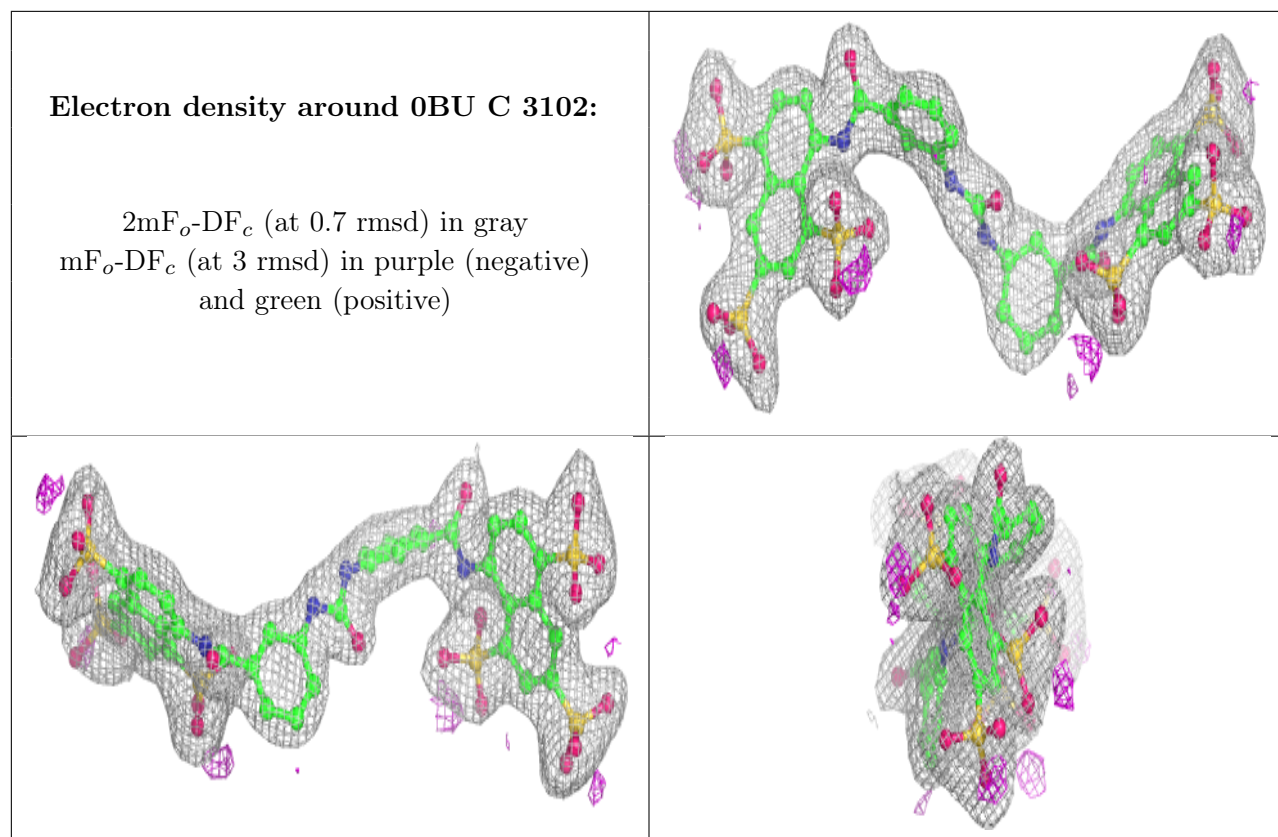 Electron density around 0BU C 3102:
2mFo-DFc (at 0.7 rmsd) in gray
mFo-DFc (at 3 rmsd) in purple (negative)
and green (positive)